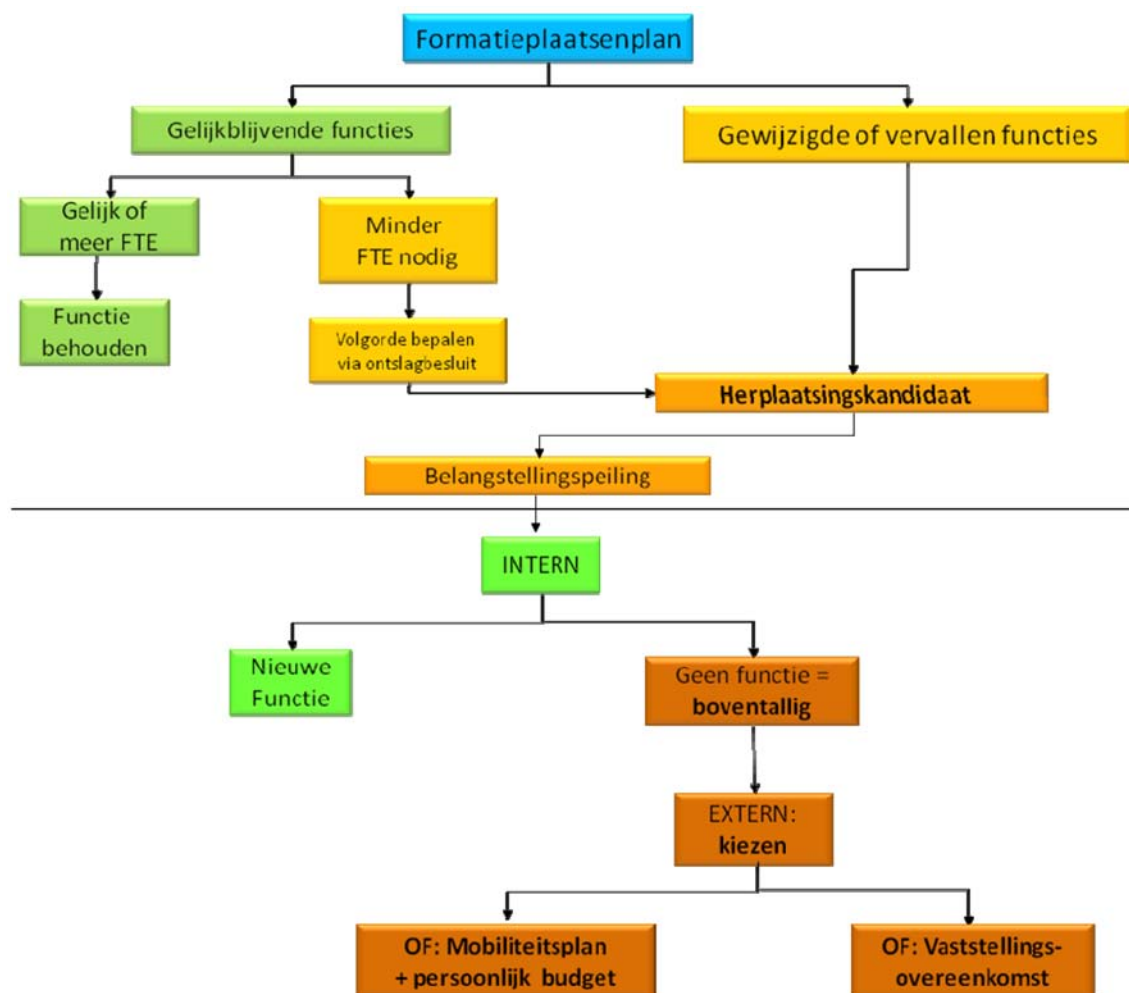 Formatieplaatsenplan
Gelijkblijvende functies
Gewijzigde of vervallen functies
Gelijk of
meer FTE
Minder
FTE nodig
Functie
behouden
Volgorde bepalen
via ontslagbesluit
Herplaatsingskandidaat
Belangstellingspeiling
INTERN
Nieuwe
Functie
Geen functie =
boventallig
EXTERN:
kiezen
OF: Mobiliteitsplan
+ persoonlijk budget
OF: Vaststellings-
overeenkomst